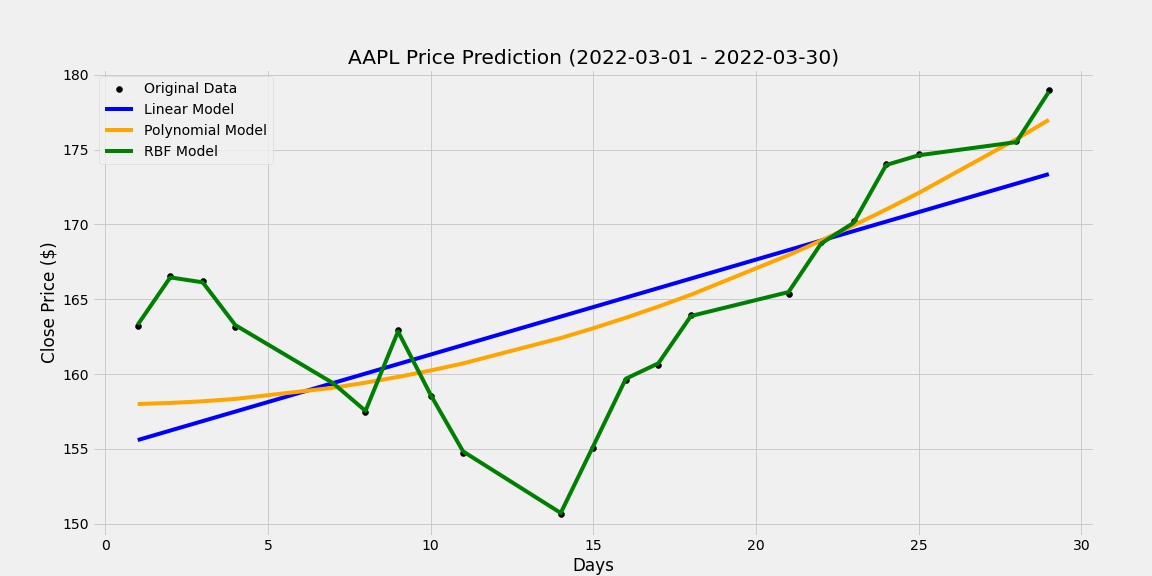 AAPL Price Prediction (2022-03-01 - 2022-03-30)
Original Data
Linear Model
Polynomial Model
RBF Model
Close Price ($)
180
175
170
165
160
155
150
0 5 10 15 20 25 30
Days